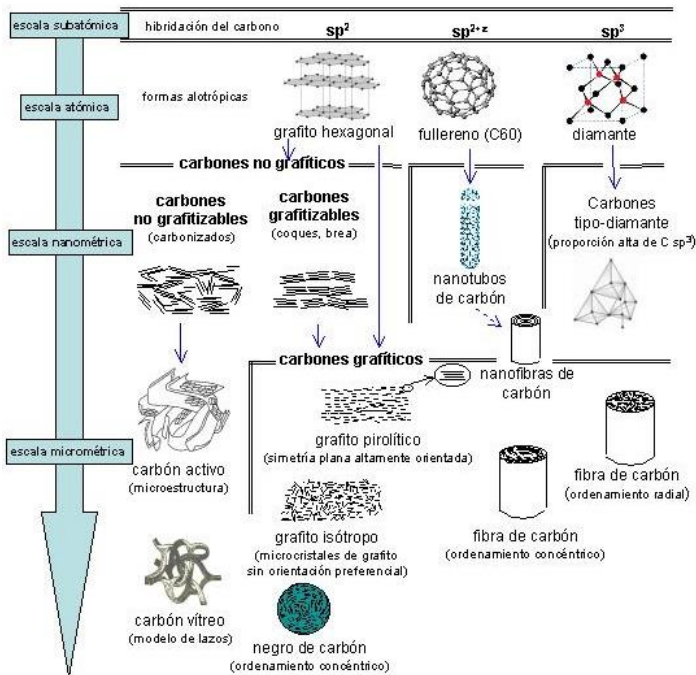 escala subatómica
hibridación del carbono
sp²
sp²⁺ᶻ
sp³
escala atómica
formas alotrópicas
grafito hexagonal
fullereno (C60)
diamante
carbones no grafíticos
carbones
no grafitizables
(carbonizados)
carbones
grafitizables
(coques, brea)
escala nanométrica
nanotubos
de carbón
Carbones
tipo-diamante
(proporción alta de C sp³)
carbones grafíticos
nanofibras de
carbón
escala micrométrica
carbón activo
(microestructura)
grafito pirolítico
(simetría plana altamente orientada)
fibra de carbón
(ordenamiento radial)
grafito isótropo
(microcristales de grafito
sin orientación preferencial)
fibra de carbón
(ordenamiento concéntrico)
carbón vítreo
(modelo de lazos)
negro de carbón
(ordenamiento concéntrico)